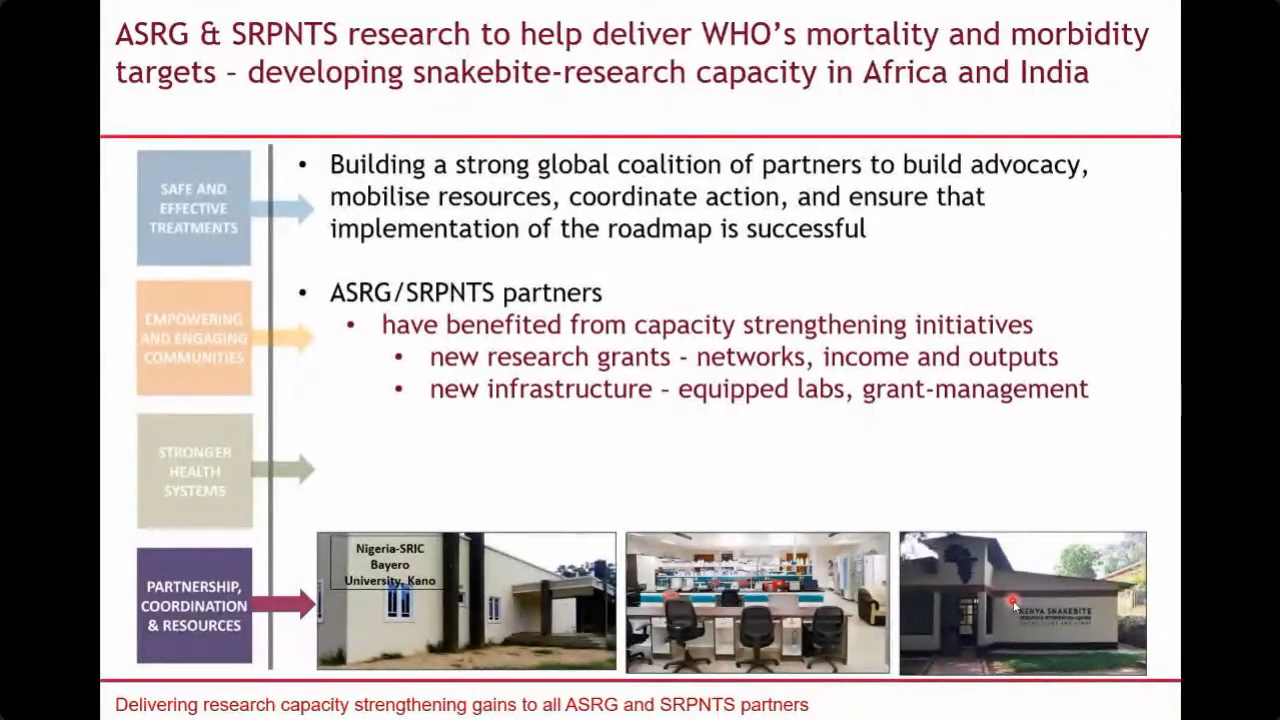 ASRG & SRPNTS research to help deliver WHO's mortality and morbidity
targets – developing snakebite-research capacity in Africa and India
SAFE AND
EFFECTIVE
TREATMENTS
• Building a strong global coalition of partners to build advocacy,
mobilise resources, coordinate action, and ensure that
implementation of the roadmap is successful
EMPOWERING
AND ENGAGING
COMMUNITIES
• ASRG/SRPNTS partners
• have benefited from capacity strengthening initiatives
• new research grants - networks, income and outputs
• new infrastructure – equipped labs, grant-management
STRONGER
HEALTH
SYSTEMS
PARTNERSHIP,
COORDINATION
& RESOURCES
Nigeria-SRIC
Bayero
University, Kano
KENYA SNAKEBITE
Delivering research capacity strengthening gains to all ASRG and SRPNTS partners